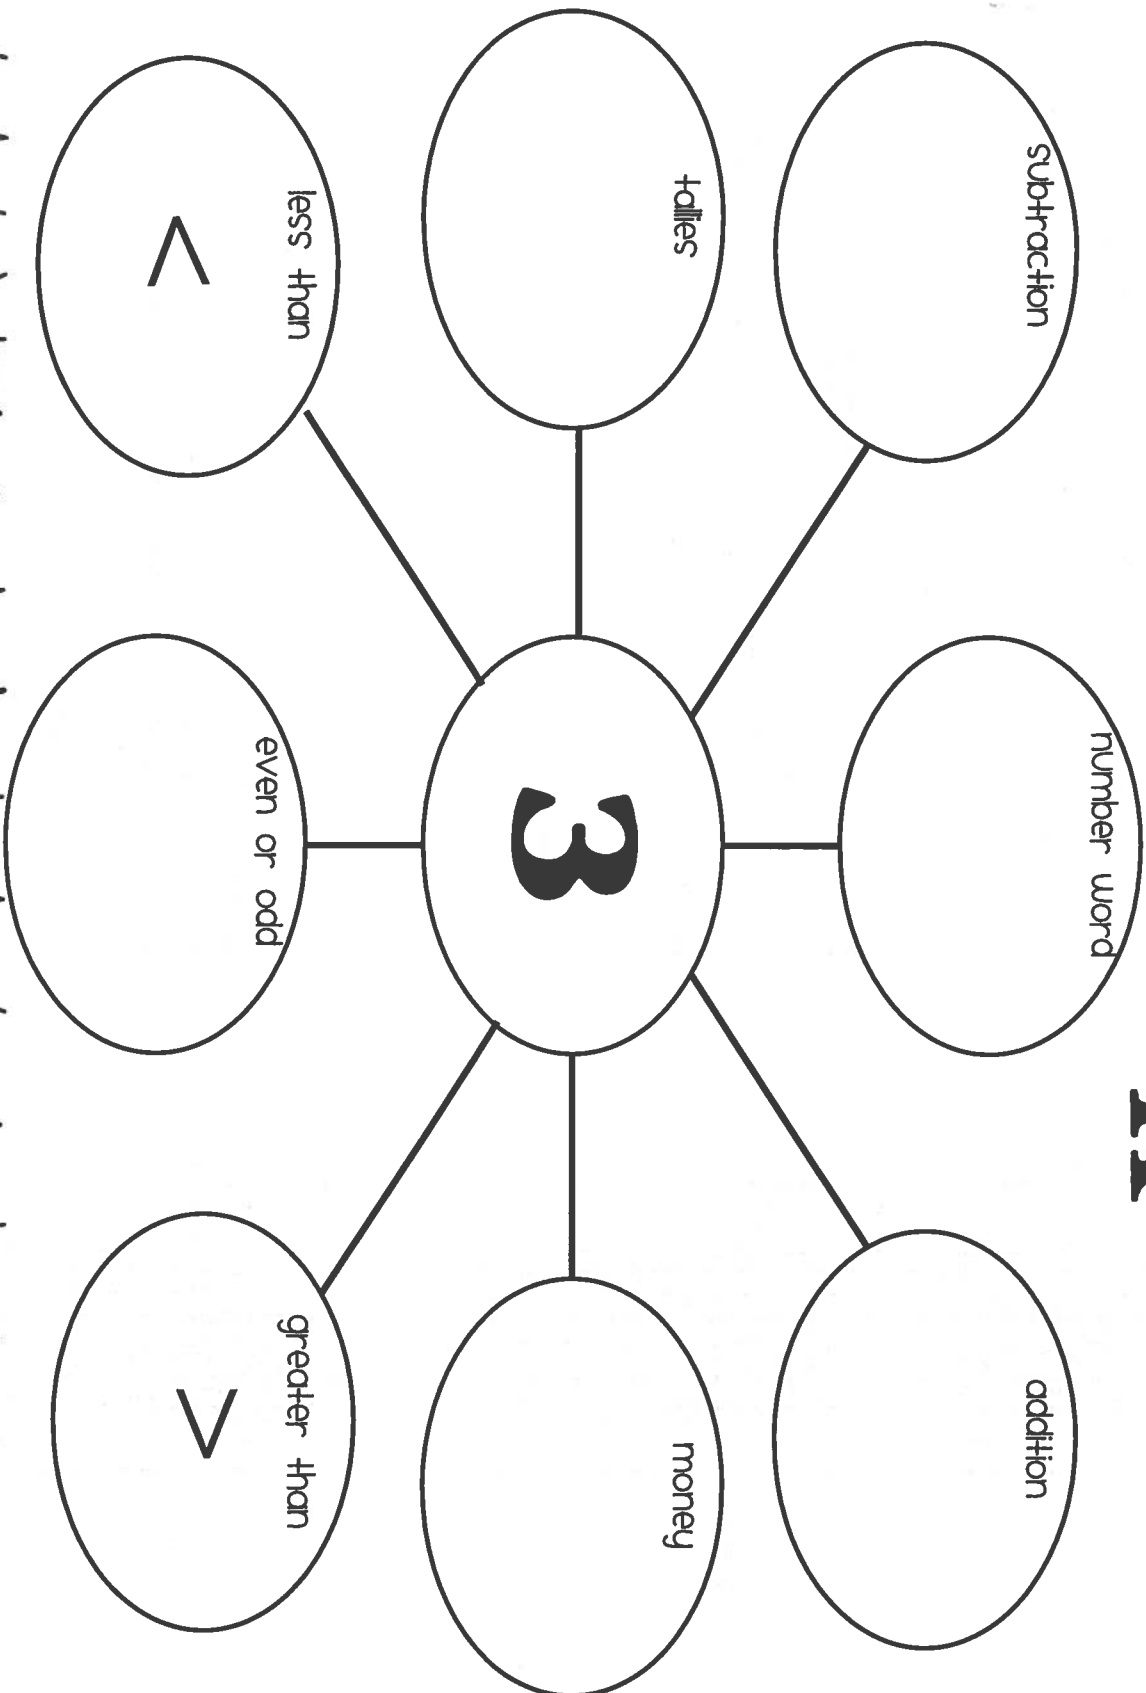 number word
subtraction
addition
tallies
3
money
less than
<
even or odd
greater than
>